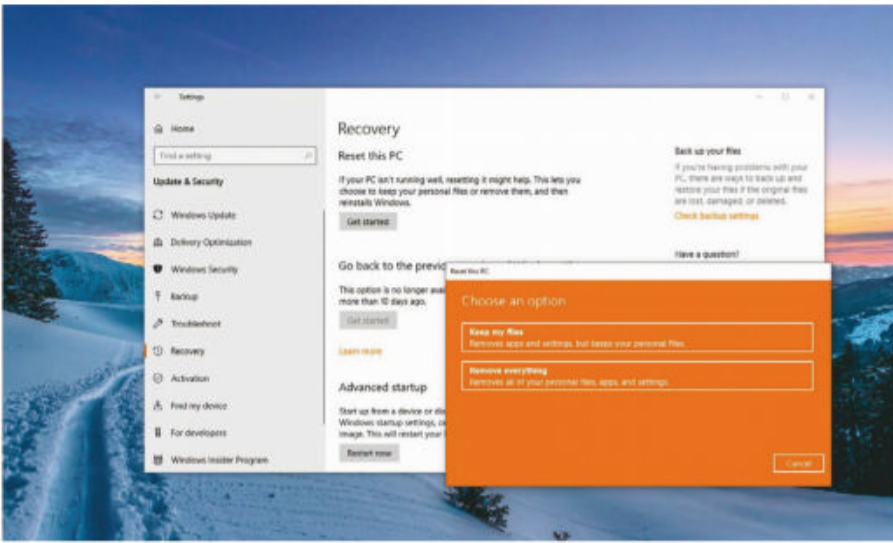 Settings
Home
Find a setting
Update & Security
Windows Update
Delivery Optimization
Windows Security
Backup
Troubleshoot
Recovery
Activation
Find my device
For developers
Windows Insider Program
Recovery
Reset this PC
If your PC isn't running well, resetting it might help. This lets you
choose to keep your personal files or remove them, and then
reinstalls Windows.
Get started
Go back to the previ
This option is no longer
more than 10 days ago.
Get started
Learn more
Advanced startup
Start up from a device or
Windows startup settings,
image. This will restart your
Restart now
Back up your files
If you're having problems with your
PC, there are ways to back up and
restore your files if the original files
are lost, damaged, or deleted.
Check backup settings
Have a question?
Reset this PC
Choose an option
Keep my files
Removes apps and settings, but keeps your personal files.
Remove everything
Removes all of your personal files, apps, and settings.
Cancel